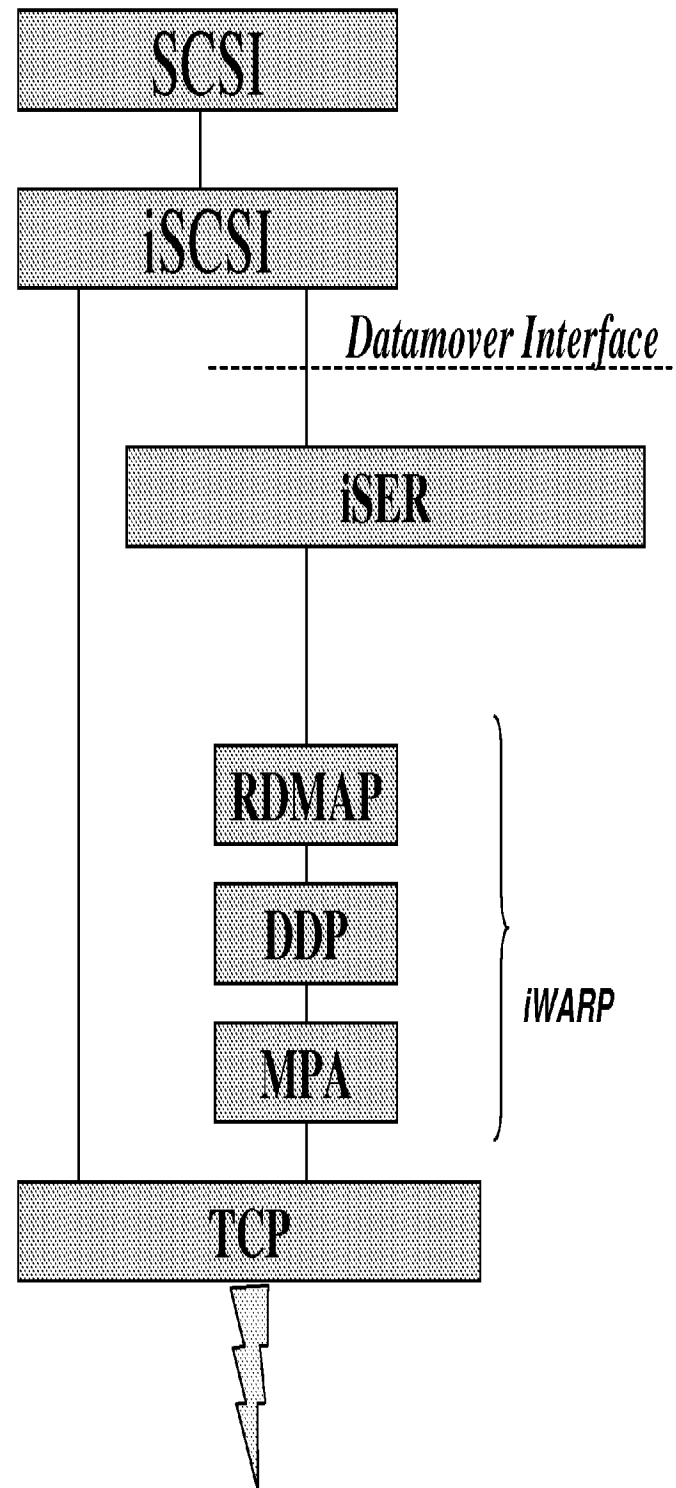 SCSI
iSCSI
Datamover Interface
iSER
RDMAP
DDP
iWARP
MPA
TCP